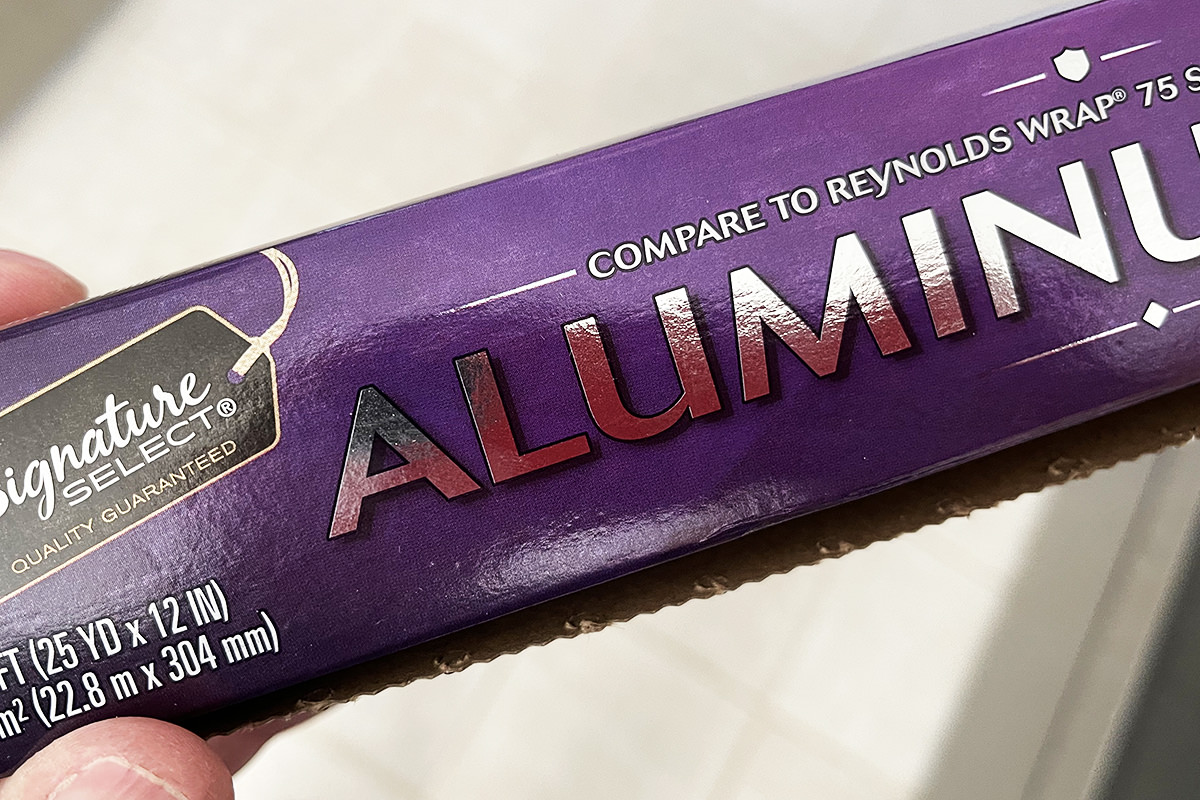 COMPARE TO REYNOLDS WRAP® 75
ALUMINU
Signature
SELECT®
QUALITY GUARANTEED
FT (25 YD x 12 IN)
m² (22.8 m x 304 mm)